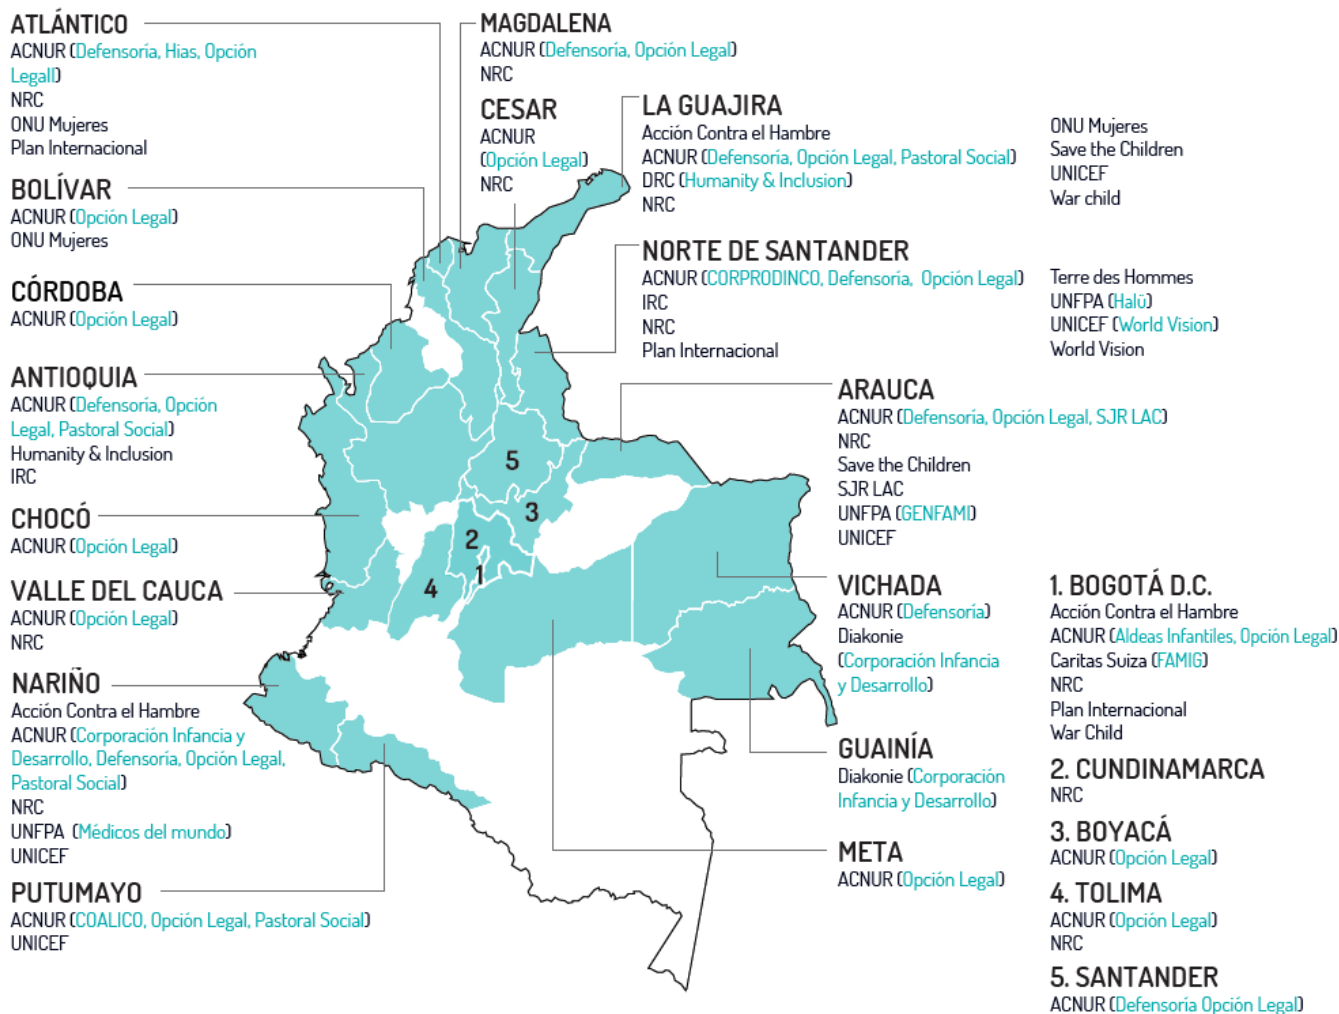 ATLÁNTICO
ACNUR (Defensoría, Hias, Opción
Legall)
NRC
ONU Mujeres
Plan Internacional
BOLÍVAR
ACNUR (Opción Legal)
ONU Mujeres
CÓRDOBA
ACNUR (Opción Legal)
ANTIOQUIA
ACNUR (Defensoría, Opción
Legal, Pastoral Social)
Humanity & Inclusion
IRC
CHOCÓ
ACNUR (Opción Legal)
VALLE DEL CAUCA
ACNUR (Opción Legal)
NRC
NARIÑO
Acción Contra el Hambre
ACNUR (Corporación Infancia y
Desarrollo, Defensoría, Opción Legal,
Pastoral Social)
NRC
UNFPA (Médicos del mundo)
UNICEF
PUTUMAYO
ACNUR (COALICO, Opción Legal, Pastoral Social)
UNICEF
MAGDALENA
ACNUR (Defensoría, Opción Legal)
NRC
CESAR
ACNUR
(Opción Legal)
NRC
LA GUAJIRA
Acción Contra el Hambre
ACNUR (Defensoría, Opción Legal, Pastoral Social)
DRC (Humanity & Inclusion)
NRC
ONU Mujeres
Save the Children
UNICEF
War child
NORTE DE SANTANDER
ACNUR (CORPRODINCO, Defensoría, Opción Legal)
IRC
NRC
Plan Internacional
Terre des Hommes
UNFPA (Halü)
UNICEF (World Vision)
World Vision
ARAUCA
ACNUR (Defensoría, Opción Legal, SJR LAC)
NRC
Save the Children
SJR LAC
UNFPA (GENFAMI)
UNICEF
VICHADA
ACNUR (Defensoría)
Diakonie
(Corporación Infancia
y Desarrollo)
GUAINÍA
Diakonie (Corporación
Infancia y Desarrollo)
META
ACNUR (Opción Legal)
1. BOGOTÁ D.C.
Acción Contra el Hambre
ACNUR (Aldeas Infantiles, Opción Legal)
Caritas Suiza (FAMIG)
NRC
Plan Internacional
War Child
2. CUNDINAMARCA
NRC
3. BOYACÁ
ACNUR (Opción Legal)
4. TOLIMA
ACNUR (Opción Legal)
NRC
5. SANTANDER
ACNUR (Defensoría Opción Legal)
5
3
2
1
4